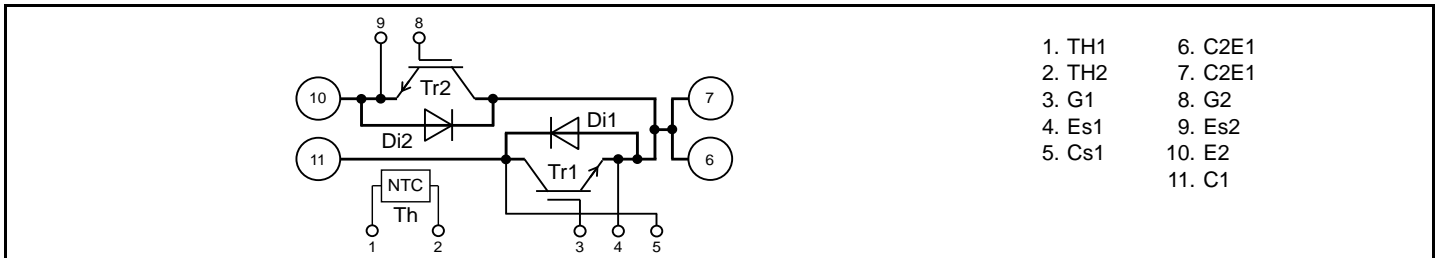 9 8
Tr2
10
7
Di2
Di1
11
6
Tr1
NTC
Th
1 2 3 4 5
1. TH1
2. TH2
3. G1
4. Es1
5. Cs1
6. C2E1
7. C2E1
8. G2
9. Es2
10. E2
11. C1